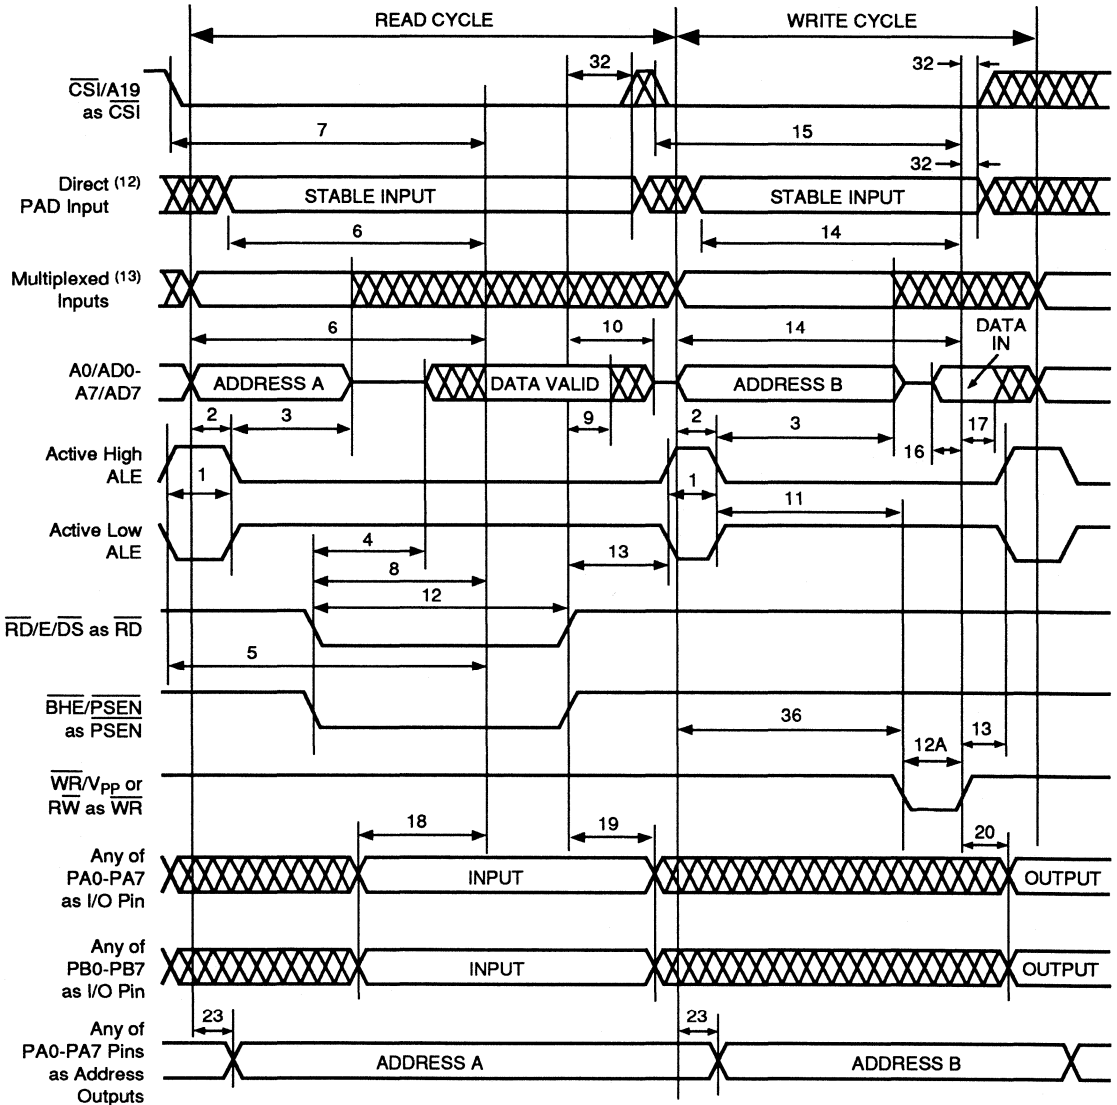 READ CYCLE
WRITE CYCLE
32
32
CSI/A19
as CSI
7
15
32
Direct (12)
PAD Input
STABLE INPUT
STABLE INPUT
6
14
Multiplexed (13)
Inputs
6
10
14
DATA
IN
A0/AD0-
A7/AD7
ADDRESS A
DATA VALID
ADDRESS B
2
3
9
2
3
16
17
Active High
ALE
1
1
11
Active Low
ALE
4
13
8
12
RD/E/DS as RD
5
BHE/PSEN
as PSEN
36
12A
13
WR/VPP or
RW as WR
18
19
20
Any of
PA0-PA7
as I/O Pin
INPUT
OUTPUT
Any of
PB0-PB7
as I/O Pin
INPUT
OUTPUT
23
23
Any of
PA0-PA7 Pins
as Address
Outputs
ADDRESS A
ADDRESS B